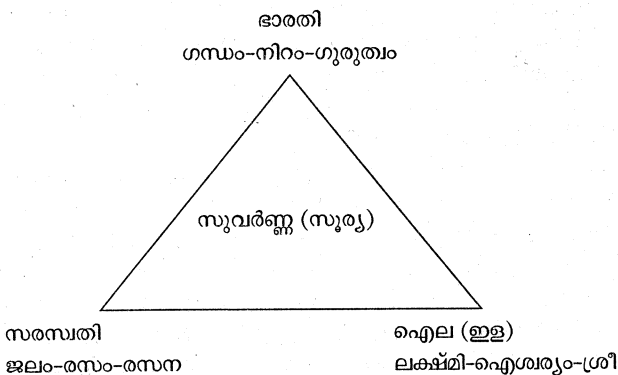 ഭാരതി
ഗന്ധം-നിറം-ഗുരുത്വം
സുവർണ്ണ (സൂര്യ)
സരസ്വതി
ജലം-രസം-രസന
ഐല (ഇള)
ലക്ഷ്മി-ഐശ്വര്യം-ശ്രീ